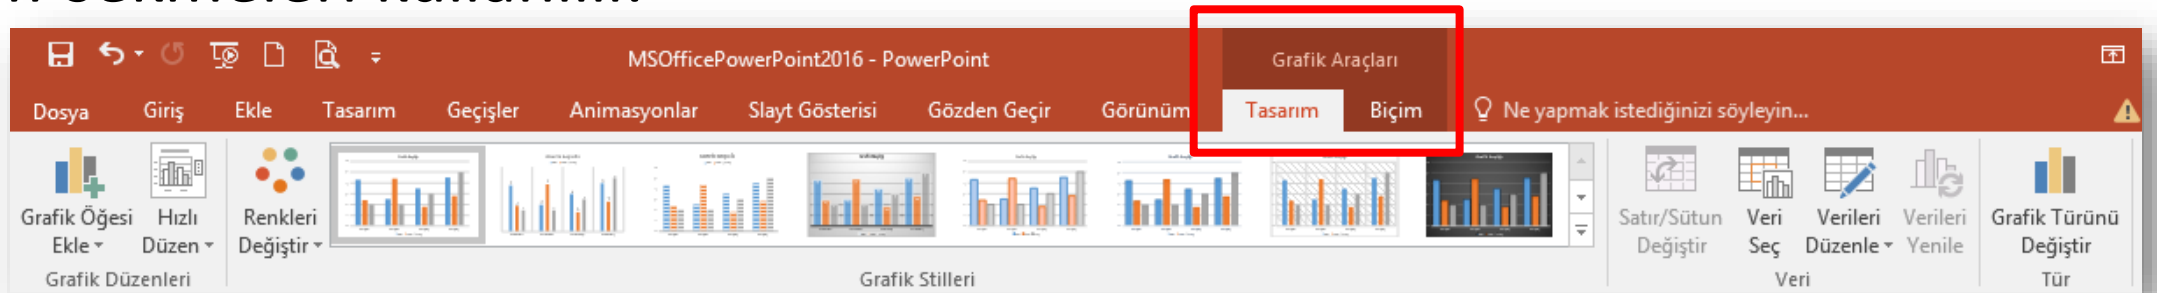 MSOfficePowerPoint2016 - PowerPoint
Grafik Araçları
Dosya Giriş Ekle Tasarım Geçişler Animasyonlar Slayt Gösterisi Gözden Geçir Görünüm Tasarım Biçim Ne yapmak istediğinizi söyleyin...
Grafik Öğesi Ekle
Hızlı Düzen
Renkleri Değiştir
Satır/Sütun Değiştir
Veri Seç
Verileri Düzenle
Verileri Yenile
Grafik Türünü Değiştir
Grafik Düzenleri
Grafik Stilleri
Veri
Tür